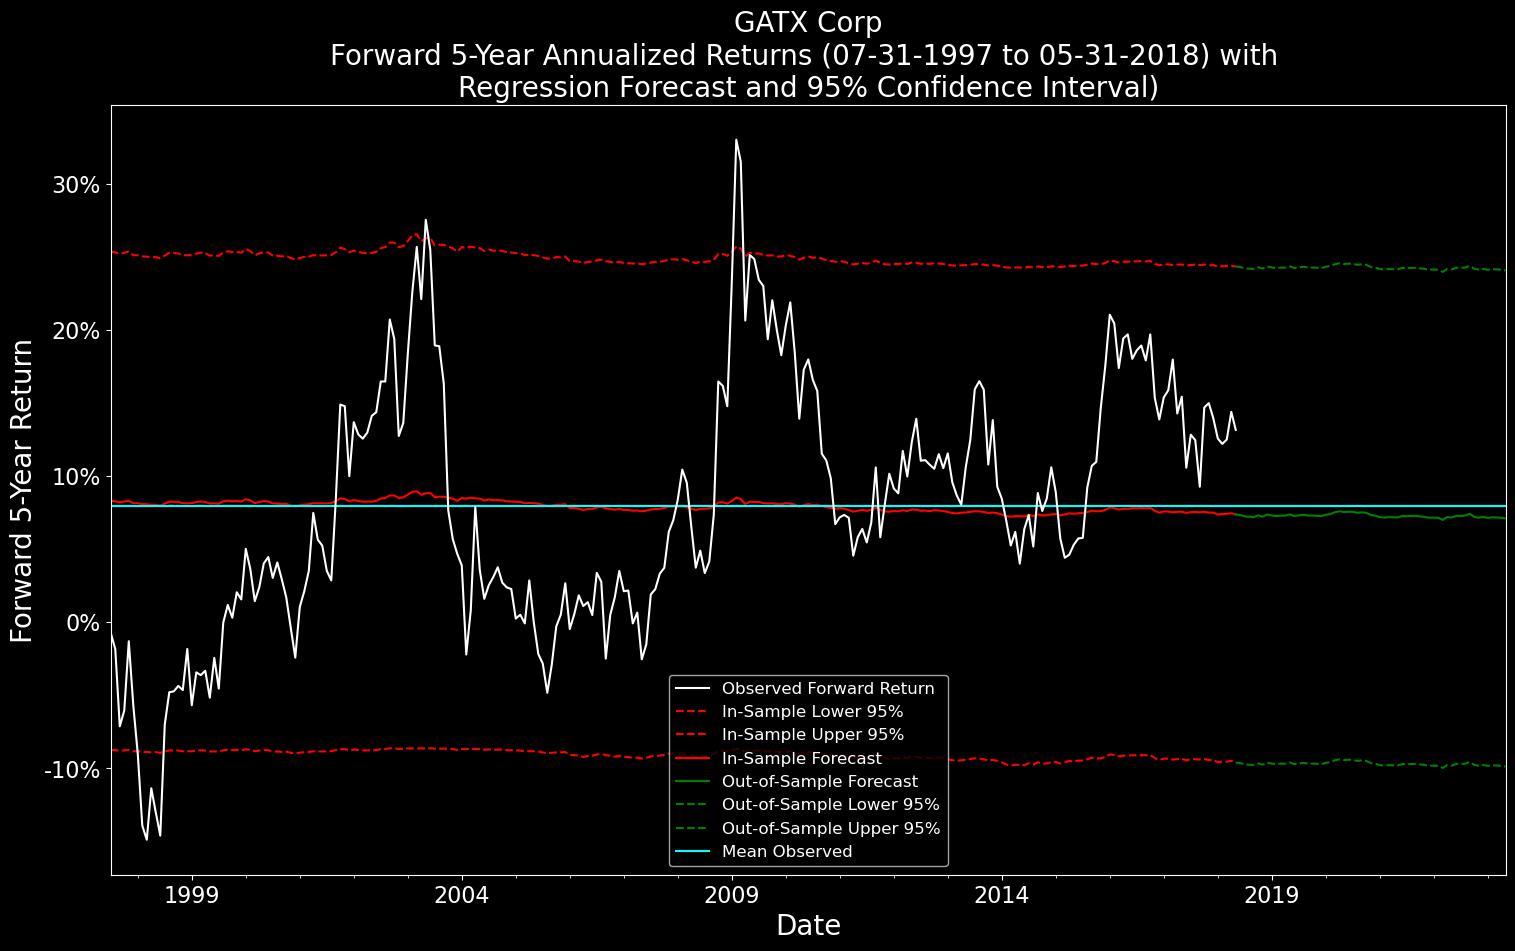 GATX Corp
Forward 5-Year Annualized Returns (07-31-1997 to 05-31-2018) with
Regression Forecast and 95% Confidence Interval)
Forward 5-Year Return
30%
20%
10%
0%
-10%
Observed Forward Return
In-Sample Lower 95%
In-Sample Upper 95%
In-Sample Forecast
Out-of-Sample Forecast
Out-of-Sample Lower 95%
Out-of-Sample Upper 95%
Mean Observed
1999 2004 2009 2014 2019
Date